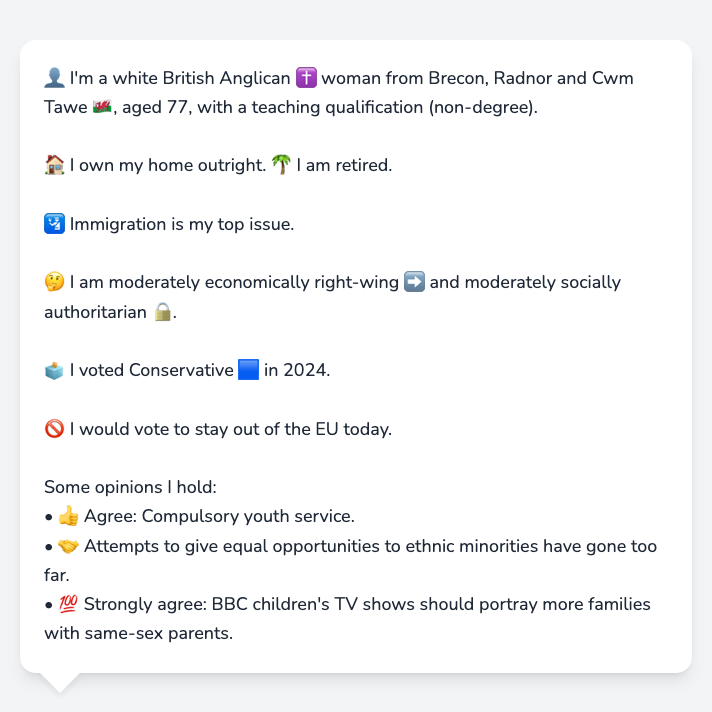 👤 I'm a white British Anglican ✝️ woman from Brecon, Radnor and Cwm
Tawe 🏴󠁧󠁢󠁷󠁬󠁳󠁿, aged 77, with a teaching qualification (non-degree).
🏠 I own my home outright. 🌴 I am retired.
🛂 Immigration is my top issue.
🤔 I am moderately economically right-wing ➡️ and moderately socially
authoritarian 🔒.
🗳️ I voted Conservative 🟦 in 2024.
🚫 I would vote to stay out of the EU today.
Some opinions I hold:
• 👍 Agree: Compulsory youth service.
• 🤝 Attempts to give equal opportunities to ethnic minorities have gone too
far.
• 💯 Strongly agree: BBC children's TV shows should portray more families
with same-sex parents.